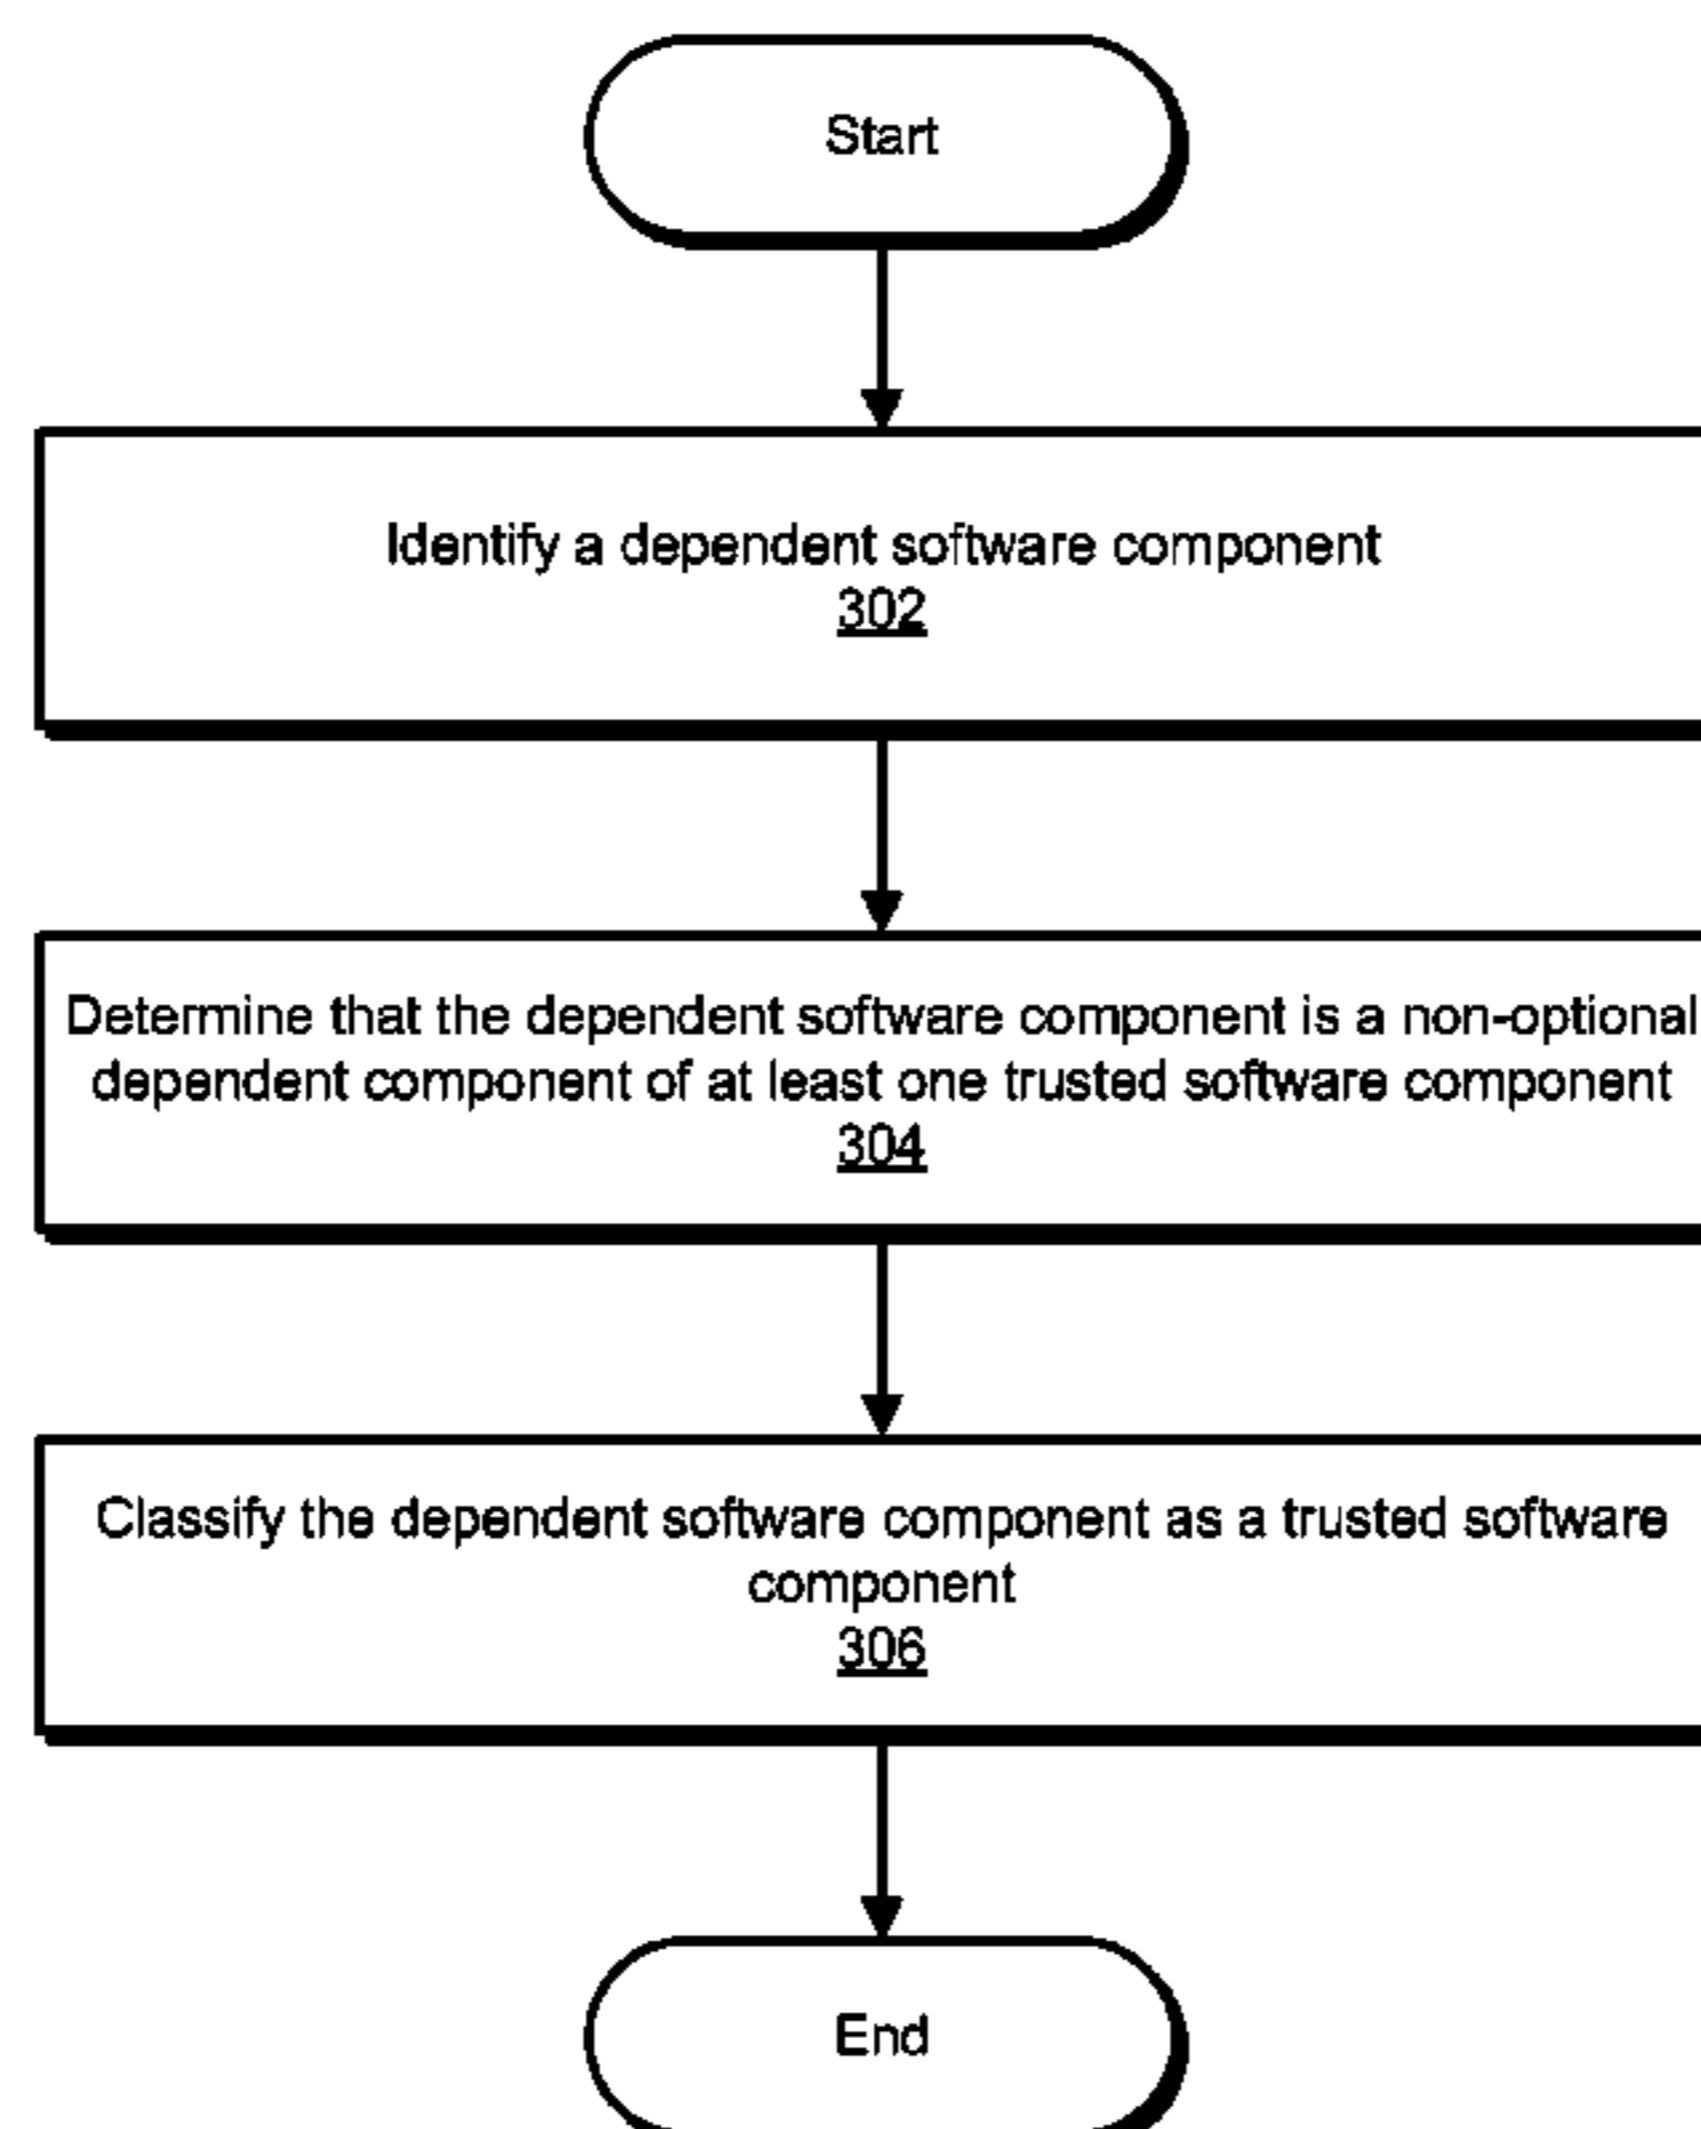 Start
Identify a dependent software component
302
Determine that the dependent software component is a non-optional
dependent component of at least one trusted software component
304
Classify the dependent software component as a trusted software
component
306
End